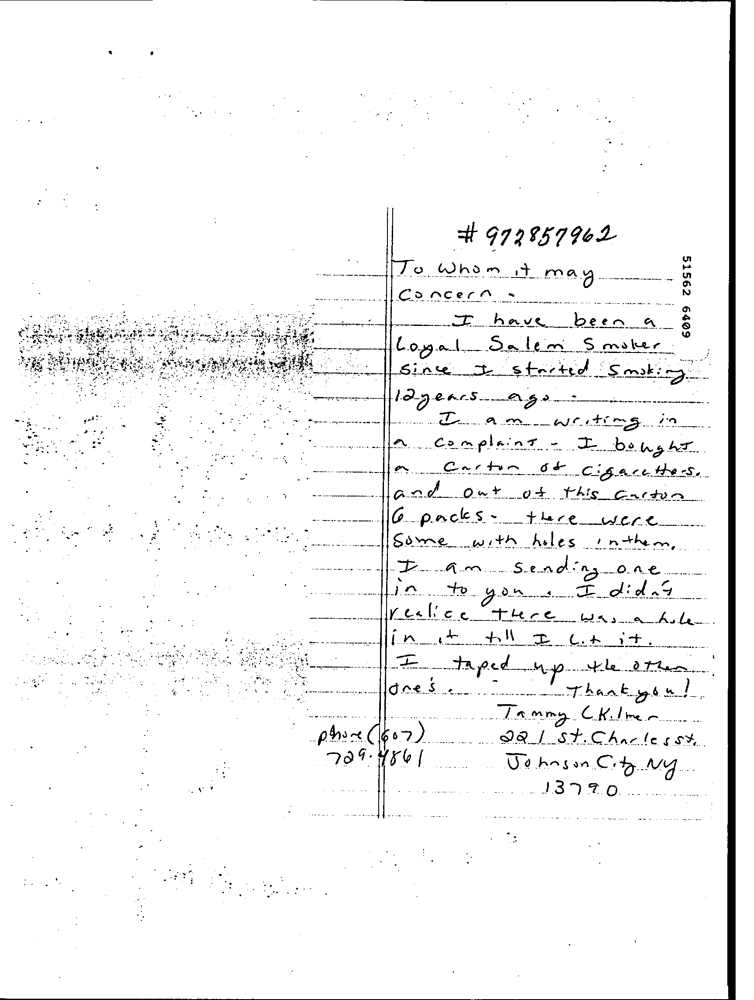 # 972857962
51562 6409
To Whom it may
Concern -
I have been a
Loyal Salem Smoker
since I started Smoking
12 years ago.
I am writing in
a complaint - I bought
a Carton of cigarettes.
and out of this carton
6 packs - there were
Some with holes in them.
I am sending one
in to you. I didn't
realice there was a hole
in it till I lit it.
I taped up the other
one's. Thank you!
Tammy C Kilmer
phone (607) 221 St. Charles st.
729-4861 Johnson City NY
13790